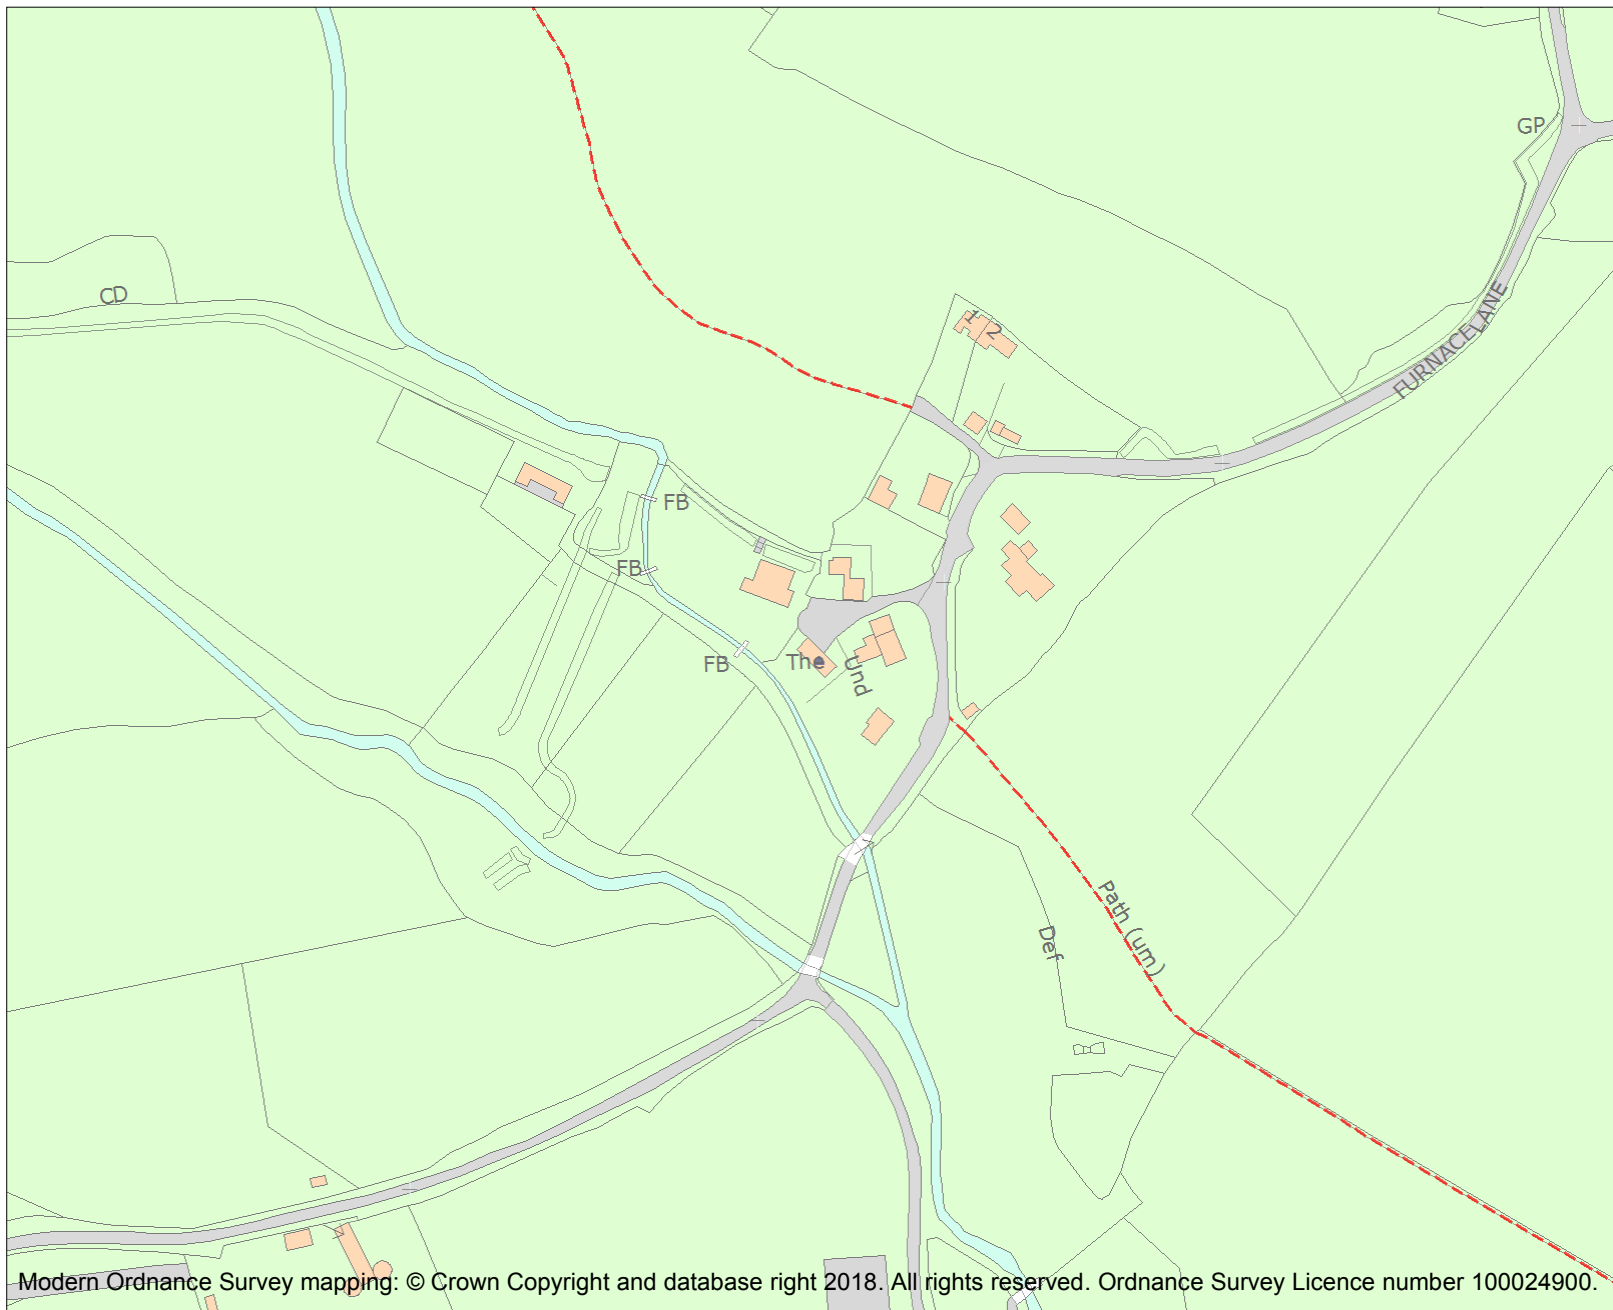 GP
CD
1
2
FURNACE LANE
FB
FB
FB
The
Und
Path (um)
Def
Modern Ordnance Survey mapping: © Crown Copyright and database right 2018. All rights reserved. Ordnance Survey Licence number 100024900.